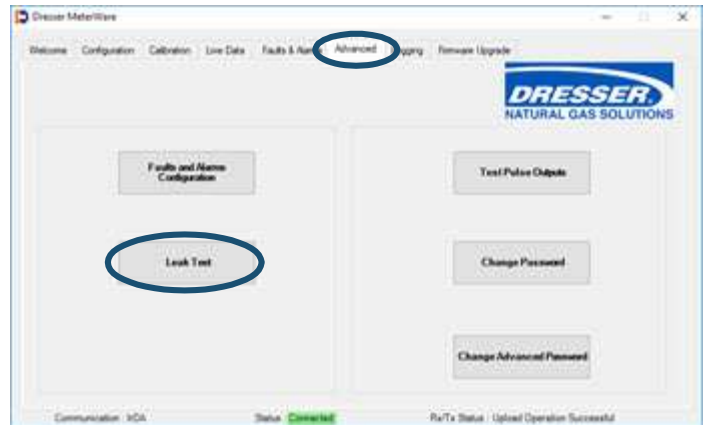 Dresser MeterWare
Welcome Configuration Calibration Live Data Faults & Alarms Advanced Logging Firmware Upgrade
DRESSER
NATURAL GAS SOLUTIONS
Faults and Alarms
Configuration
Test Pulse Outputs
Leak Test
Change Password
Change Advanced Password
Communication IrDA Status Connected Rx/Tx Status : Upload Operation Successful